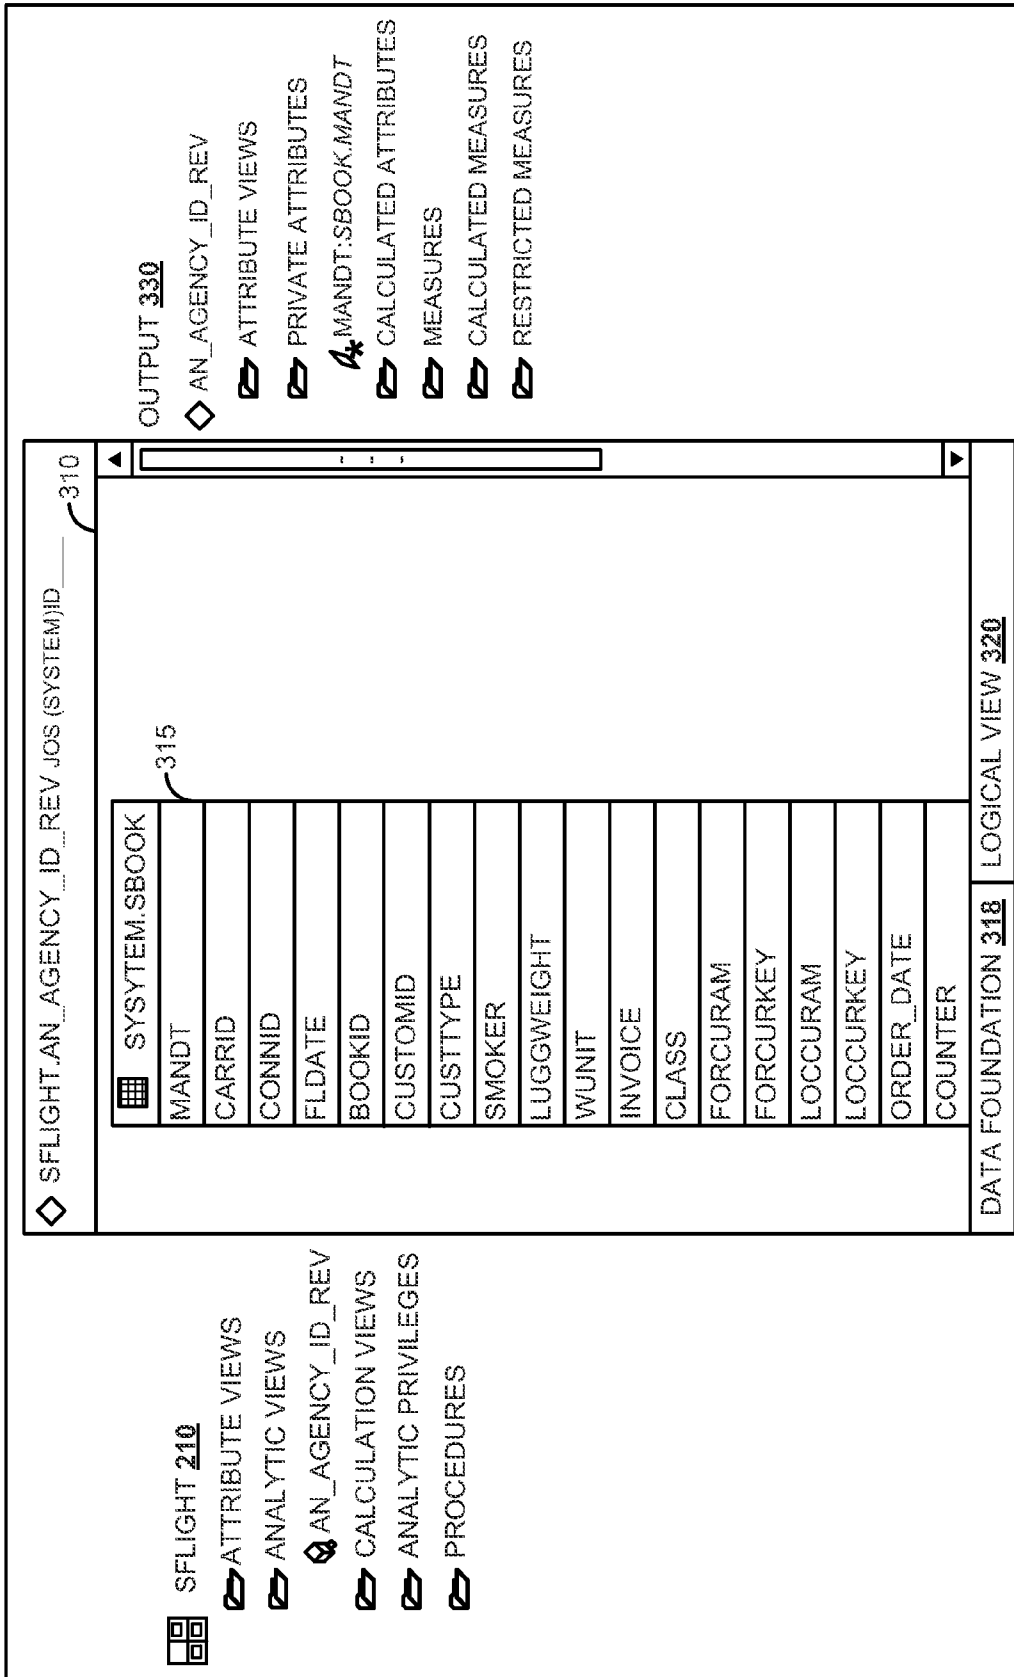 SFLIGHT 210
ATTRIBUTE VIEWS
ANALYTIC VIEWS
AN_AGENCY_ID_REV
CALCULATION VIEWS
ANALYTIC PRIVILEGES
PROCEDURES
SFLIGHT.AN_AGENCY_ID_REV JOS (SYSTEM)ID____
310
SYSYTEM.SBOOK
315
MANDT
CARRID
CONNID
FLDATE
BOOKID
CUSTOMID
CUSTTYPE
SMOKER
LUGGWEIGHT
WUNIT
INVOICE
CLASS
FORCURAM
FORCURKEY
LOCCURAM
LOCCURKEY
ORDER_DATE
COUNTER
DATA FOUNDATION 318
LOGICAL VIEW 320
OUTPUT 330
AN_AGENCY_ID_REV
ATTRIBUTE VIEWS
PRIVATE ATTRIBUTES
MANDT:SBOOK.MANDT
CALCULATED ATTRIBUTES
MEASURES
CALCULATED MEASURES
RESTRICTED MEASURES